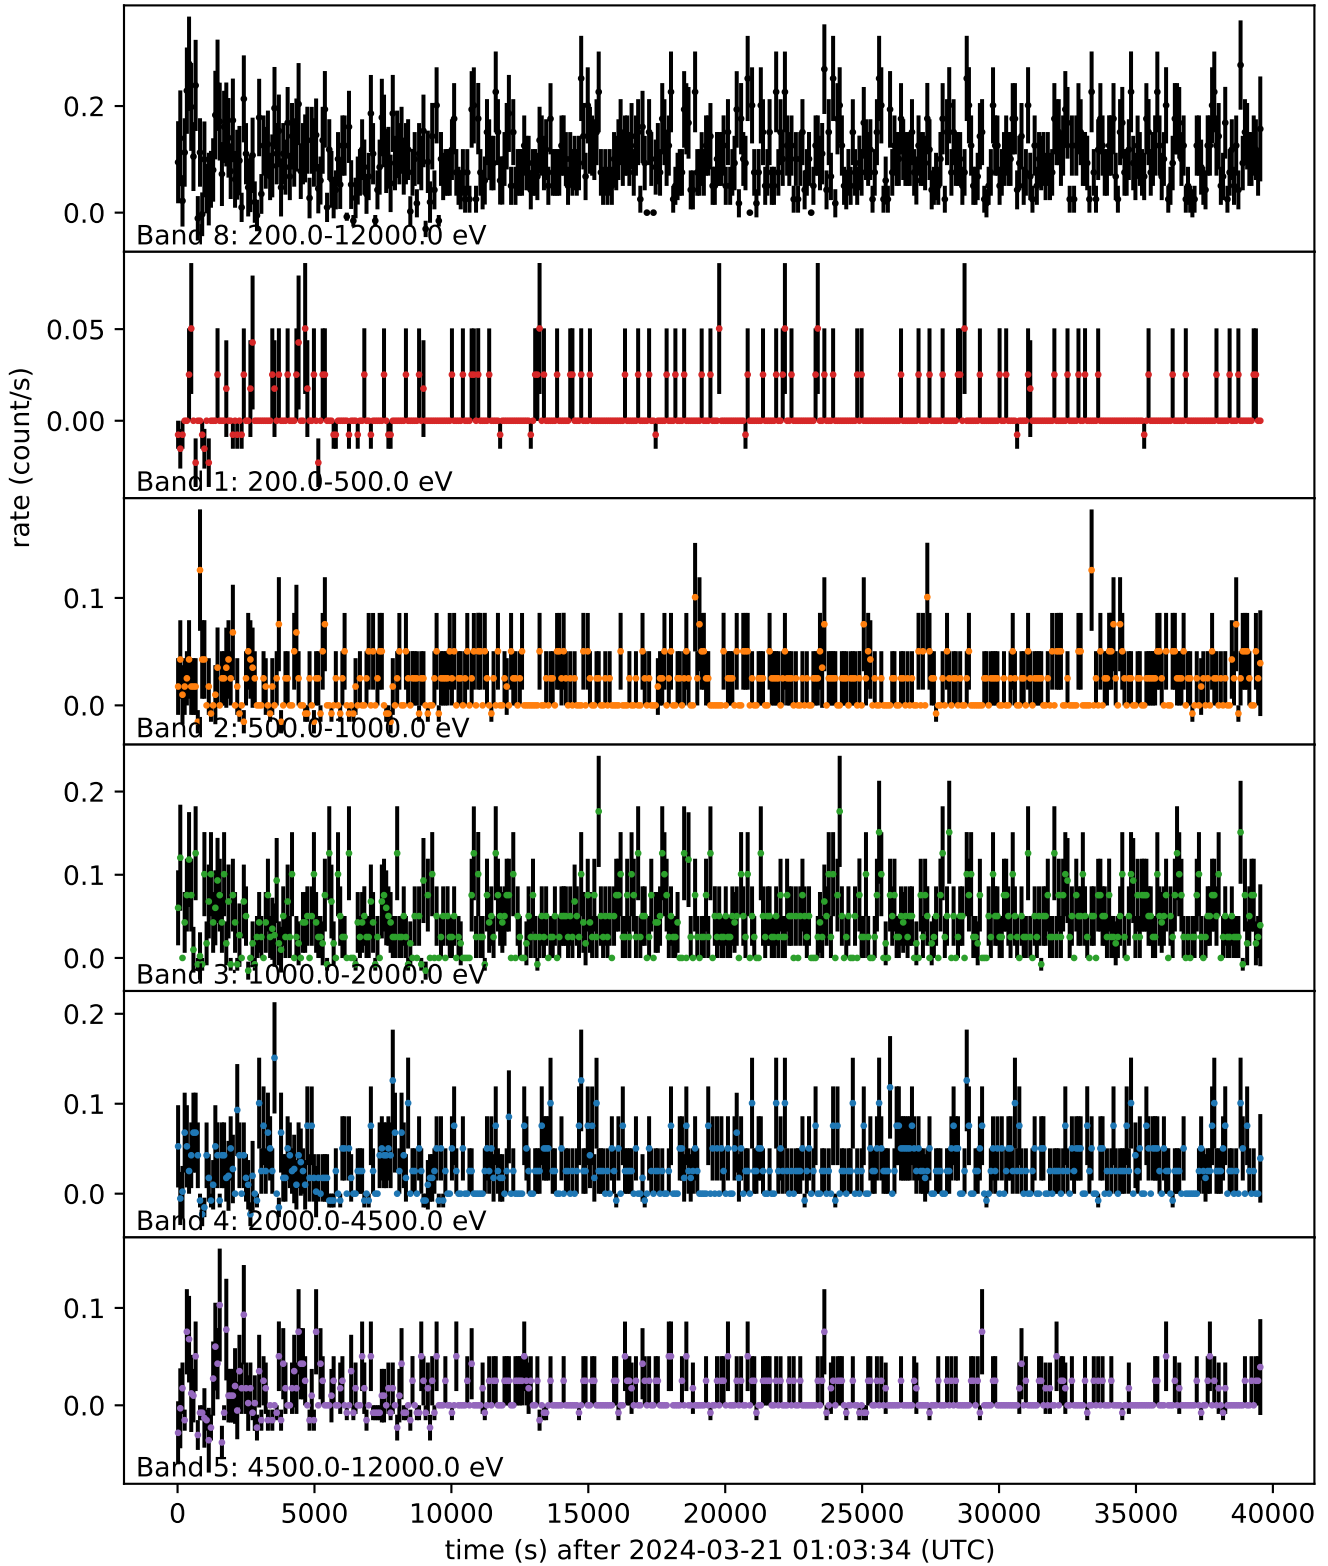 0.2
0.0
Band 8: 200.0-12000.0 eV
0.05
0.00
Band 1: 200.0-500.0 eV
rate (count/s)
0.1
0.0
Band 2: 500.0-1000.0 eV
0.2
0.1
0.0
Band 3: 1000.0-2000.0 eV
0.2
0.1
0.0
Band 4: 2000.0-4500.0 eV
0.1
0.0
Band 5: 4500.0-12000.0 eV
0 5000 10000 15000 20000 25000 30000 35000 40000
time (s) after 2024-03-21 01:03:34 (UTC)